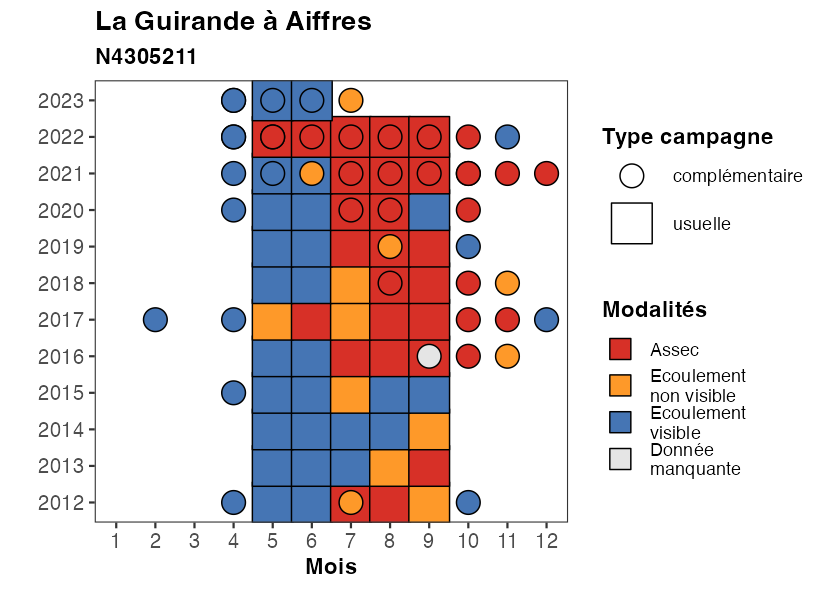 La Guirande à Aiffres
N4305211
2023
2022
2021
2020
2019
2018
2017
2016
2015
2014
2013
2012
1 2 3 4 5 6 7 8 9 10 11 12
Mois
Type campagne
complémentaire
usuelle
Modalités
Assec
Ecoulement
non visible
Ecoulement
visible
Donnée
manquante